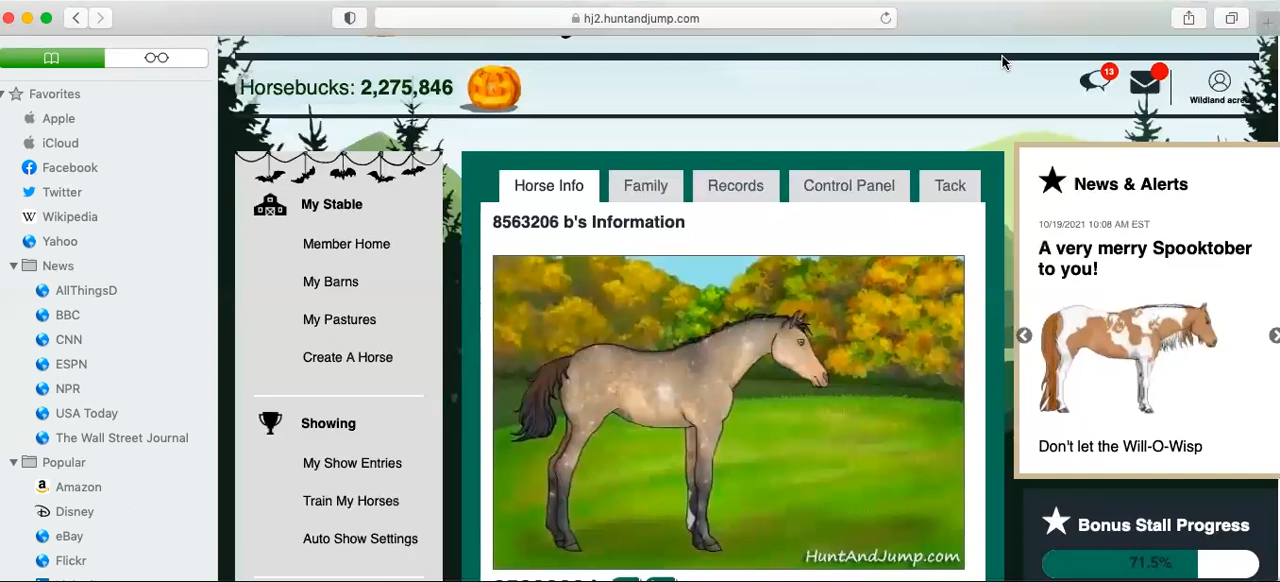 hj2.huntandjump.com
Favorites
Apple
iCloud
Facebook
Twitter
Wikipedia
Yahoo
News
AllThingsD
BBC
CNN
ESPN
NPR
USA Today
The Wall Street Journal
Popular
Amazon
Disney
eBay
Flickr
Horsebucks: 2,275,846
13
Wildland acres
My Stable
Member Home
My Barns
My Pastures
Create A Horse
Showing
My Show Entries
Train My Horses
Auto Show Settings
Horse Info
Family
Records
Control Panel
Tack
8563206 b's Information
HuntAndJump.com
News & Alerts
10/19/2021 10:08 AM EST
A very merry Spooktober
to you!
Don't let the Will-O-Wisp
Bonus Stall Progress
71.5%